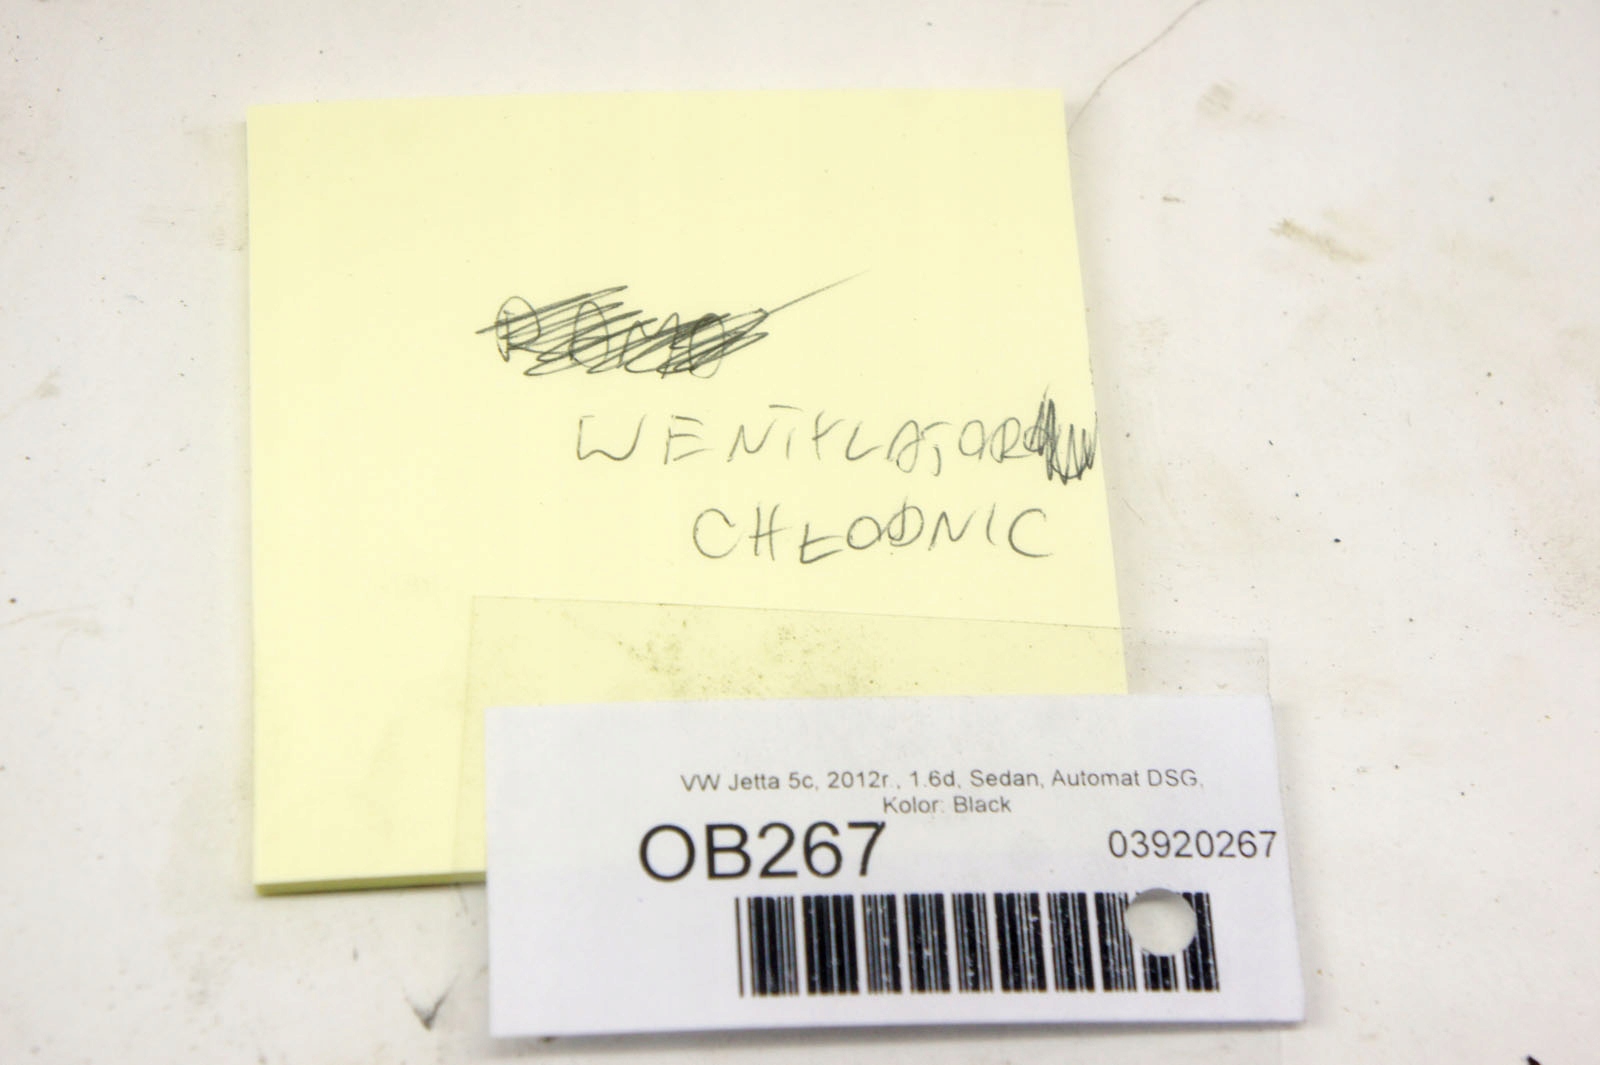 WENTYLATOR
CHŁODNIC
VW Jetta 5c, 2012r., 1.6d, Sedan, Automat DSG,
Kolor: Black
OB267
03920267